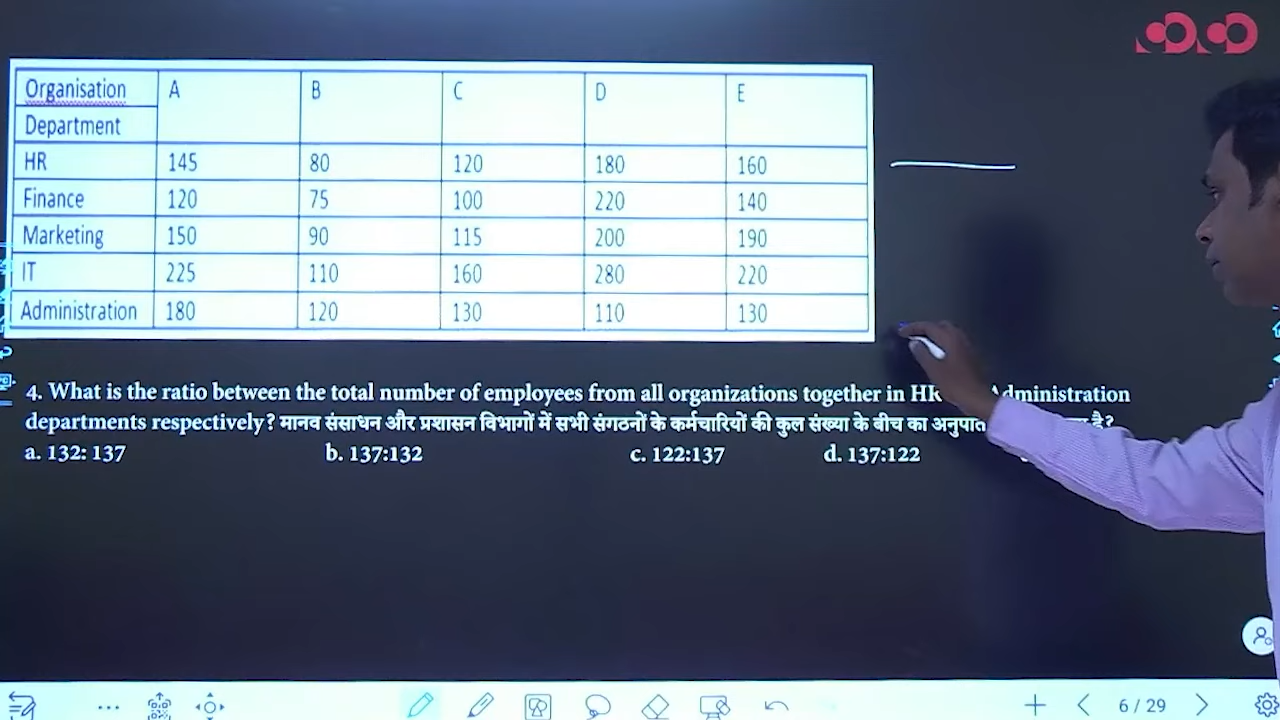 Organisation A B C D E
Department
HR 145 80 120 180 160
Finance 120 75 100 220 140
Marketing 150 90 115 200 190
IT 225 110 160 280 220
Administration 180 120 130 110 130
4. What is the ratio between the total number of employees from all organizations together in Administration
departments respectively? मानव संसाधन और प्रशासन विभागों में सभी संगठनों के कर्मचारियों की कुल संख्या के बीच का अनुपात है?
a. 132: 137 b. 137:132 c. 122:137 d. 137:122
6 / 29